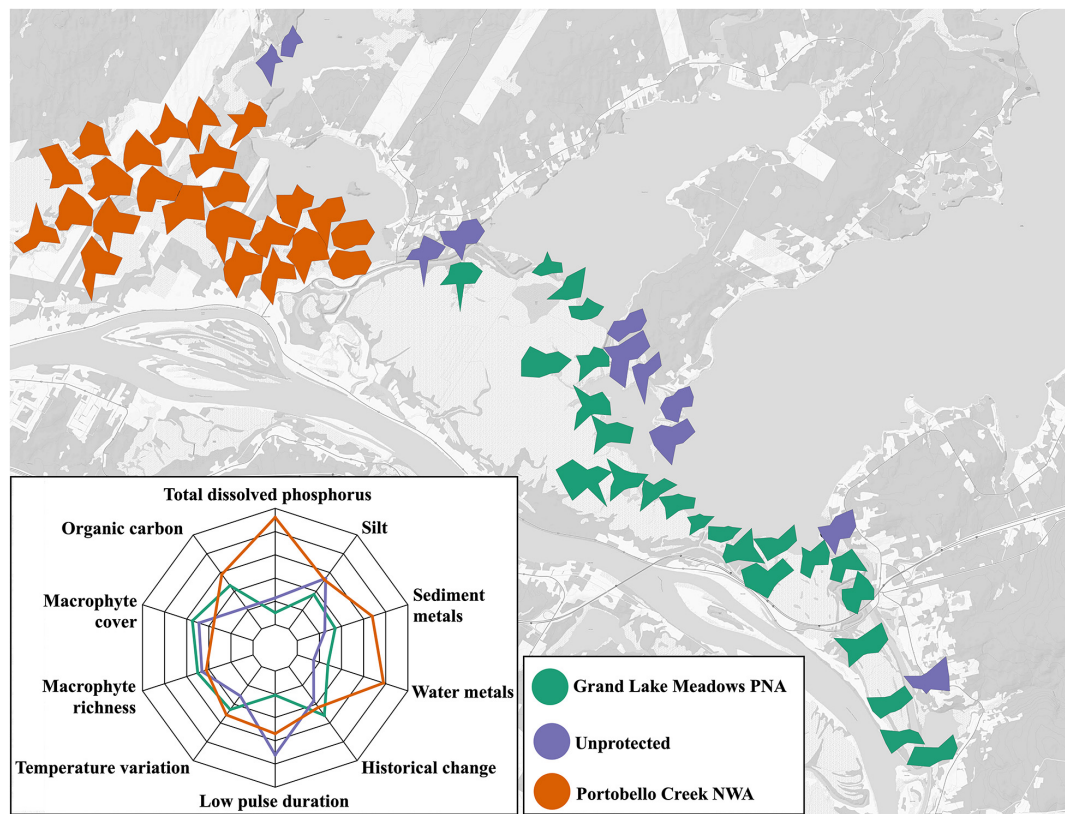 Total dissolved phosphorus
Organic carbon
Silt
Macrophyte
cover
Sediment
metals
Macrophyte
richness
Water metals
Temperature variation
Historical change
Low pulse duration
Grand Lake Meadows PNA
Unprotected
Portobello Creek NWA